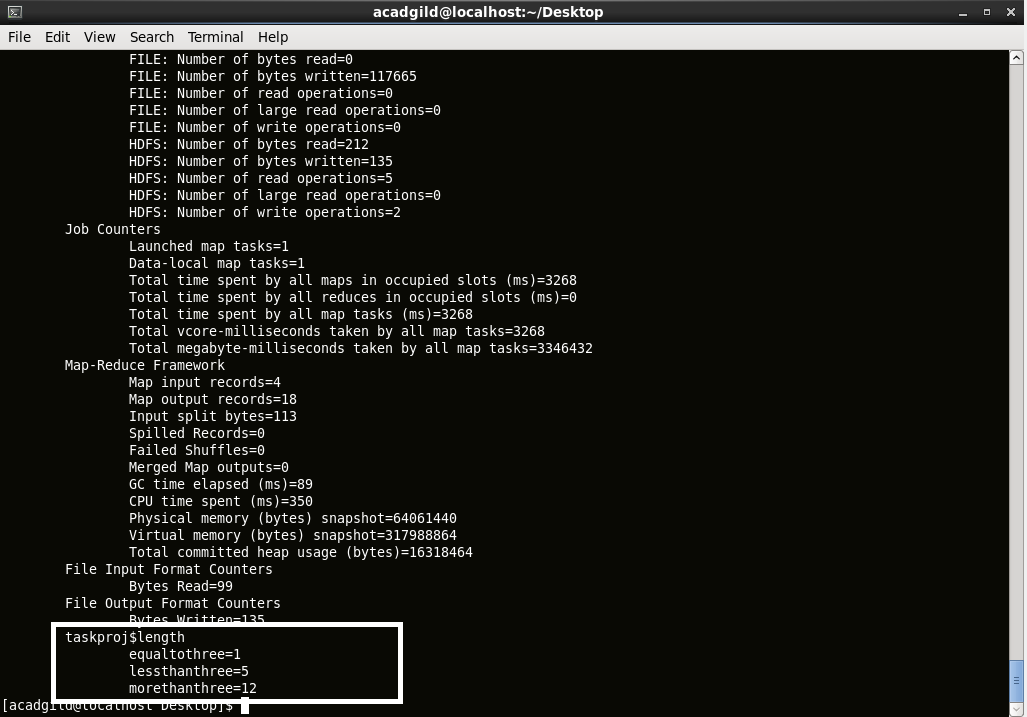 acadgild@localhost:~/Desktop
File Edit View Search Terminal Help
FILE: Number of bytes read=0
FILE: Number of bytes written=117665
FILE: Number of read operations=0
FILE: Number of large read operations=0
FILE: Number of write operations=0
HDFS: Number of bytes read=212
HDFS: Number of bytes written=135
HDFS: Number of read operations=5
HDFS: Number of large read operations=0
HDFS: Number of write operations=2
Job Counters
Launched map tasks=1
Data-local map tasks=1
Total time spent by all maps in occupied slots (ms)=3268
Total time spent by all reduces in occupied slots (ms)=0
Total time spent by all map tasks (ms)=3268
Total vcore-milliseconds taken by all map tasks=3268
Total megabyte-milliseconds taken by all map tasks=3346432
Map-Reduce Framework
Map input records=4
Map output records=18
Input split bytes=113
Spilled Records=0
Failed Shuffles=0
Merged Map outputs=0
GC time elapsed (ms)=89
CPU time spent (ms)=350
Physical memory (bytes) snapshot=64061440
Virtual memory (bytes) snapshot=317988864
Total committed heap usage (bytes)=16318464
File Input Format Counters
Bytes Read=99
File Output Format Counters
Bytes Written=135
taskproj$length
equaltothree=1
lessthanthree=5
morethanthree=12
[acadgild@localhost Desktop]$